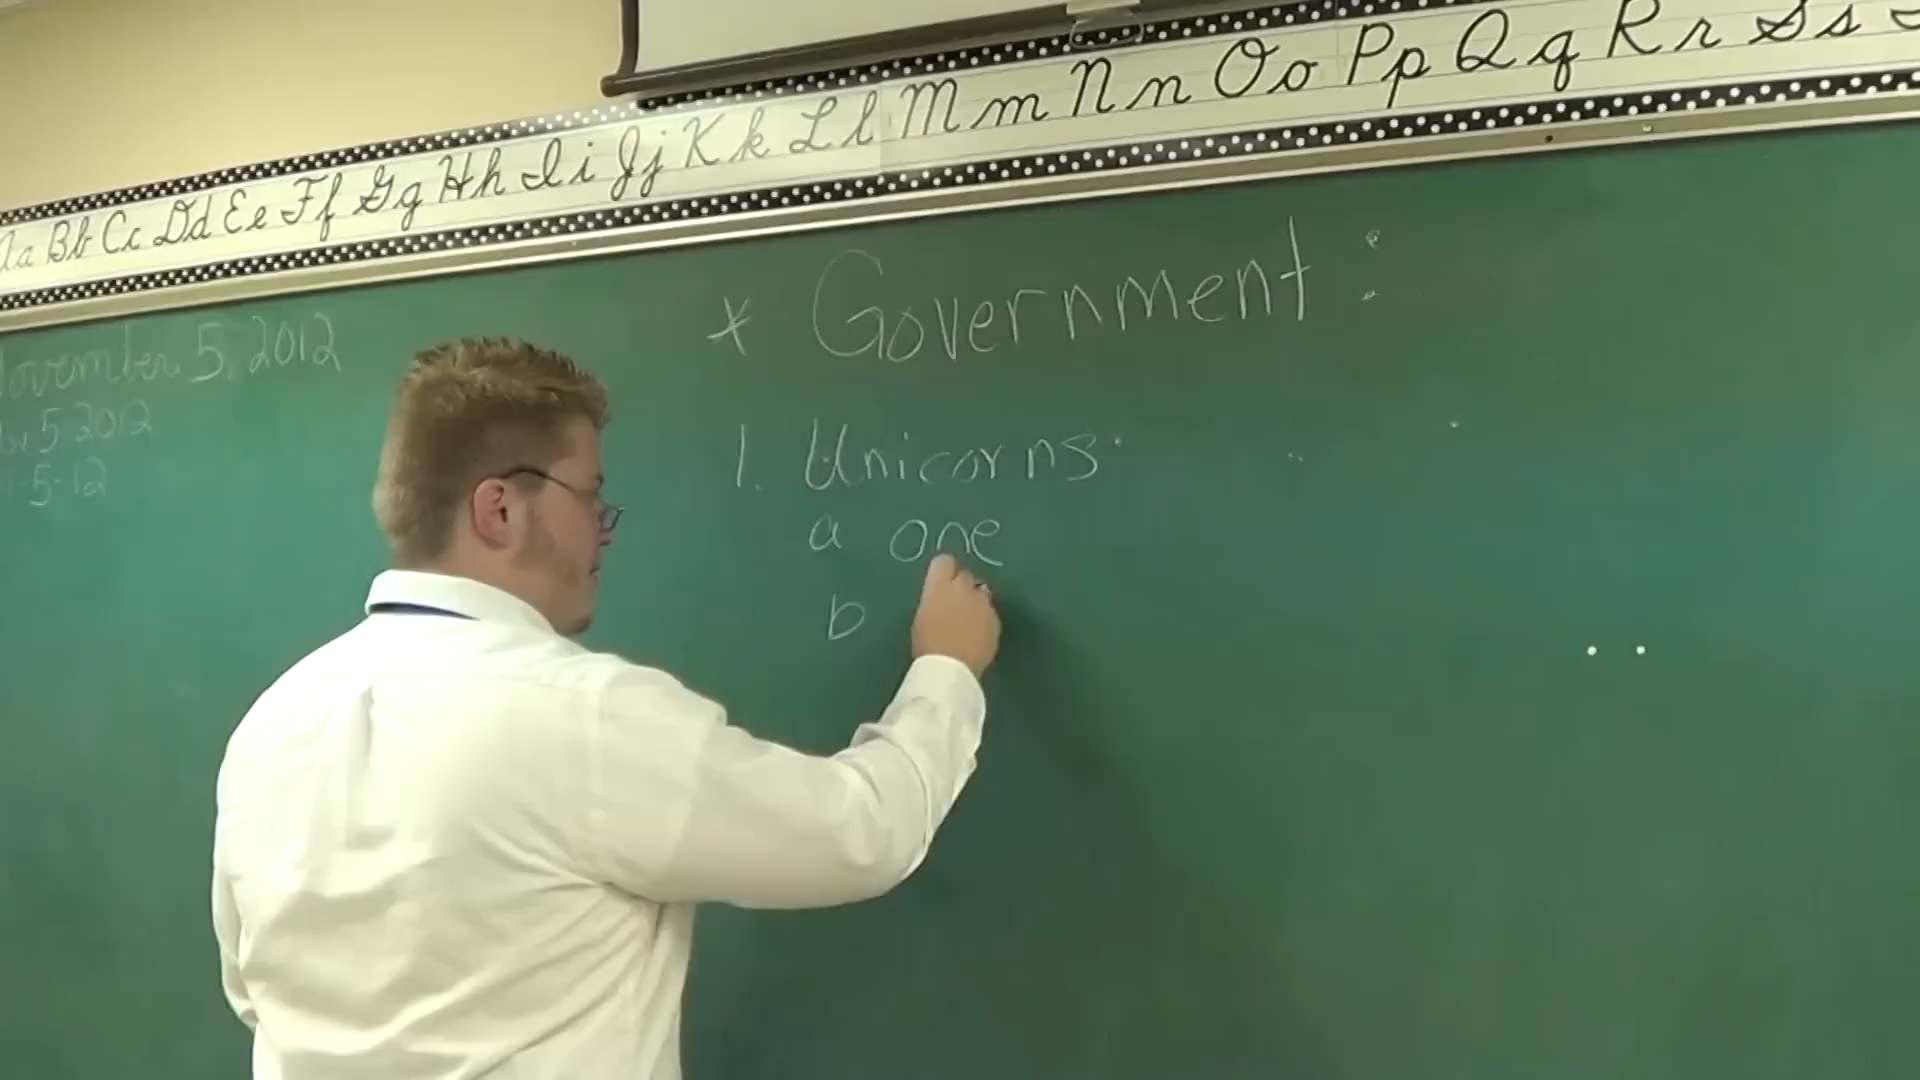 Aa Bb Cc Dd Ee Ff Gg Hh Ii Jj Kk Ll Mm Nn Oo Pp Qq Rr Ss
November 5, 2012
Nov 5 2012
11-5-12
* Government :
1. Unicorns
a one
b